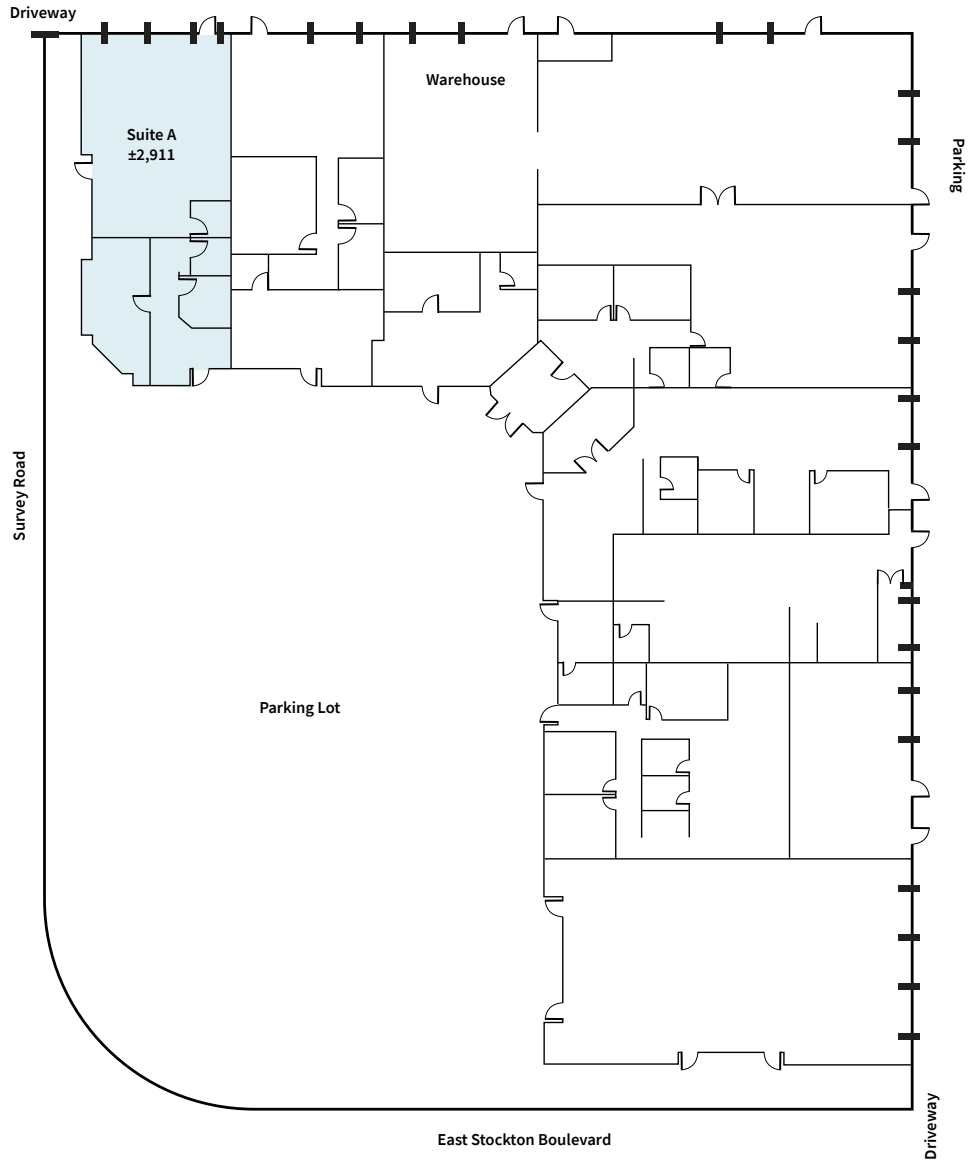 Driveway
Warehouse
Suite A
±2,911
Parking
Survey Road
Parking Lot
Driveway
East Stockton Boulevard